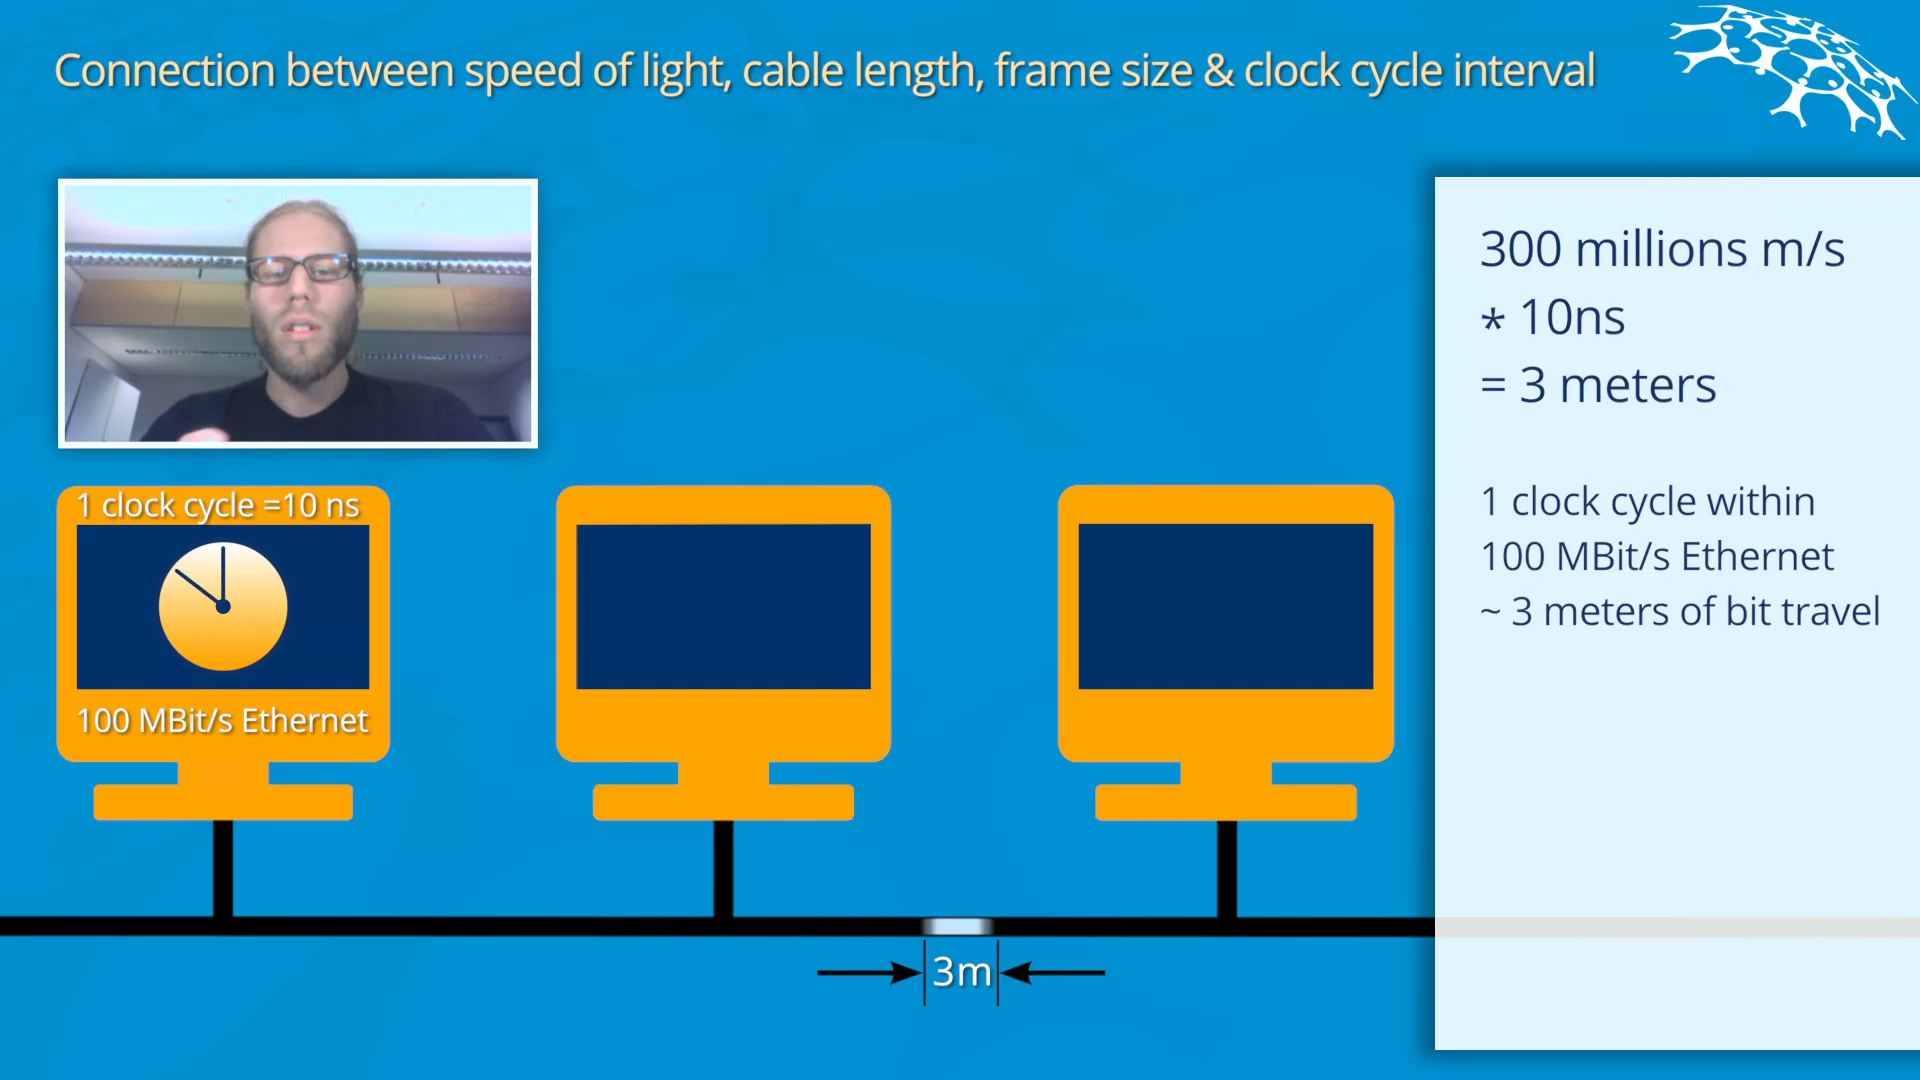 Connection between speed of light, cable length, frame size & clock cycle interval
300 millions m/s
* 10ns
= 3 meters
1 clock cycle within
100 MBit/s Ethernet
~ 3 meters of bit travel
1 clock cycle =10 ns
100 MBit/s Ethernet
3m